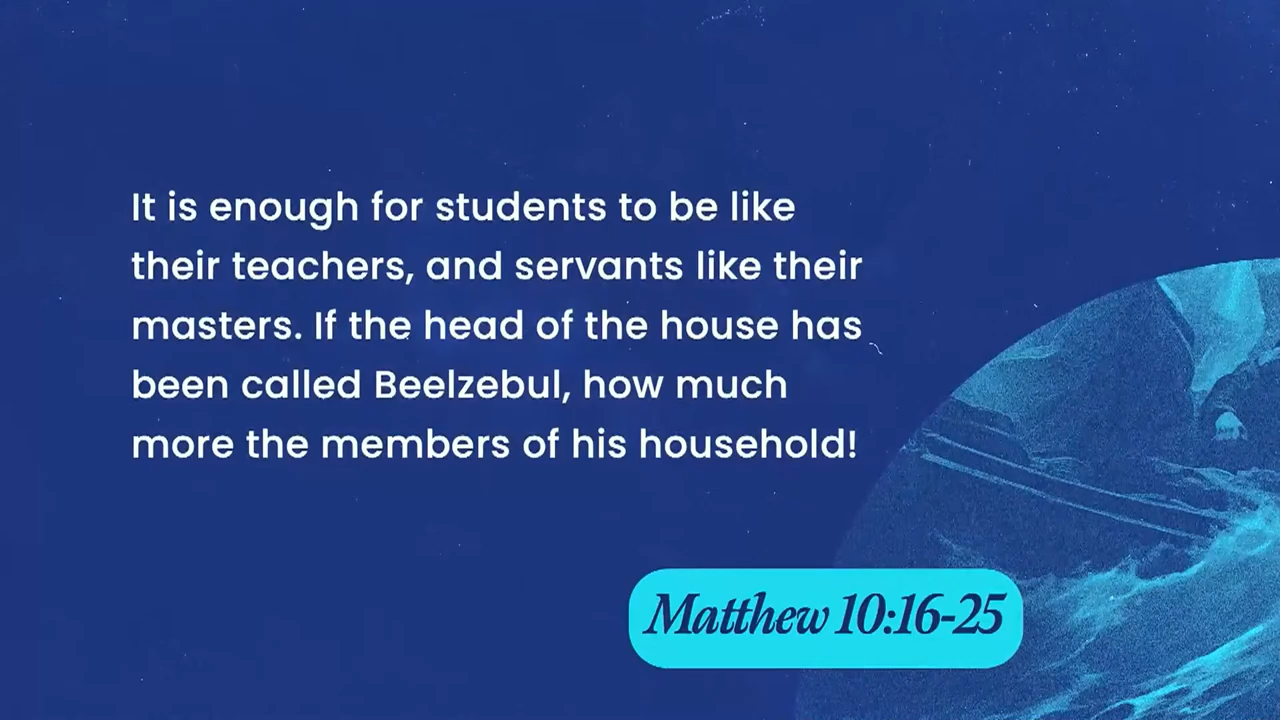 It is enough for students to be like
their teachers, and servants like their
masters. If the head of the house has
been called Beelzebul, how much
more the members of his household!
Matthew 10:16-25